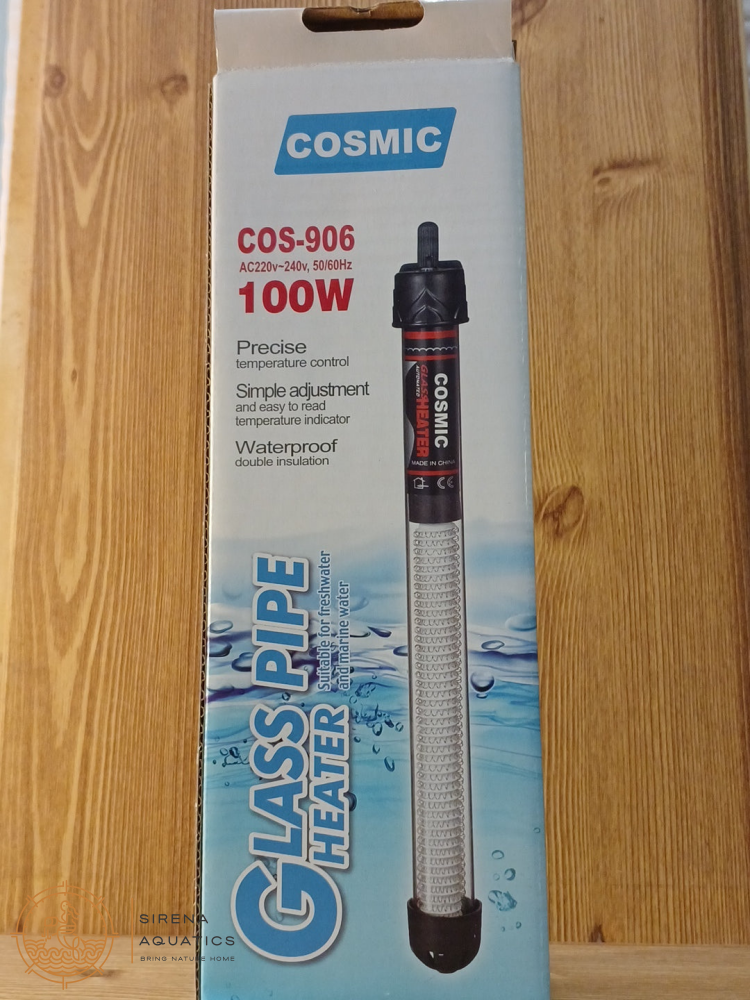 COSMIC
COS-906
AC220v~240v, 50/60Hz
100W
Precise
temperature control
Simple adjustment
and easy to read
temperature indicator
Waterproof
double insulation
COSMIC
GLASS HEATER
MADE IN CHINA
CE
GLASS PIPE
HEATER
Suitable for freshwater
and marine water
SIRENA
AQUATICS
BRING NATURE HOME